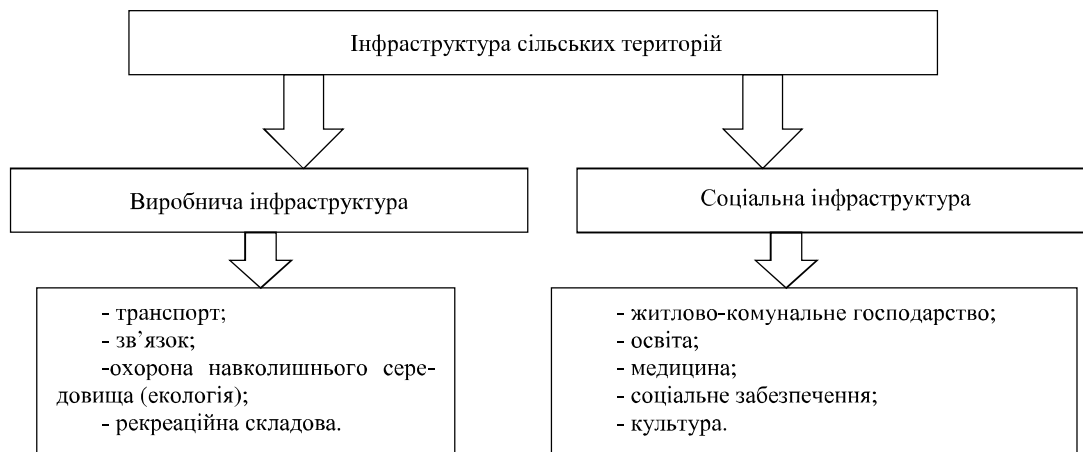 Інфраструктура сільських територій
Виробнича інфраструктура
Соціальна інфраструктура
- транспорт;
- зв’язок;
-охорона навколишнього сере-
довища (екологія);
- рекреаційна складова.
- житлово-комунальне господарство;
- освіта;
- медицина;
- соціальне забезпечення;
- культура.